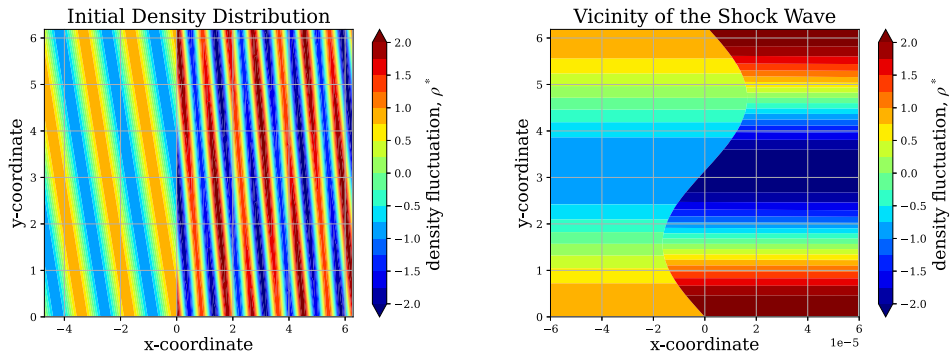 Initial Density Distribution
6
5
4
3
2
1
0
y-coordinate
−4 −2 0 2 4 6
x-coordinate
2.0
1.5
1.0
0.5
0.0
−0.5
−1.0
−1.5
−2.0
density fluctuation, ρ*
Vicinity of the Shock Wave
6
5
4
3
2
1
0
y-coordinate
−6 −4 −2 0 2 4 6
1e−5
x-coordinate
2.0
1.5
1.0
0.5
0.0
−0.5
−1.0
−1.5
−2.0
density fluctuation, ρ*